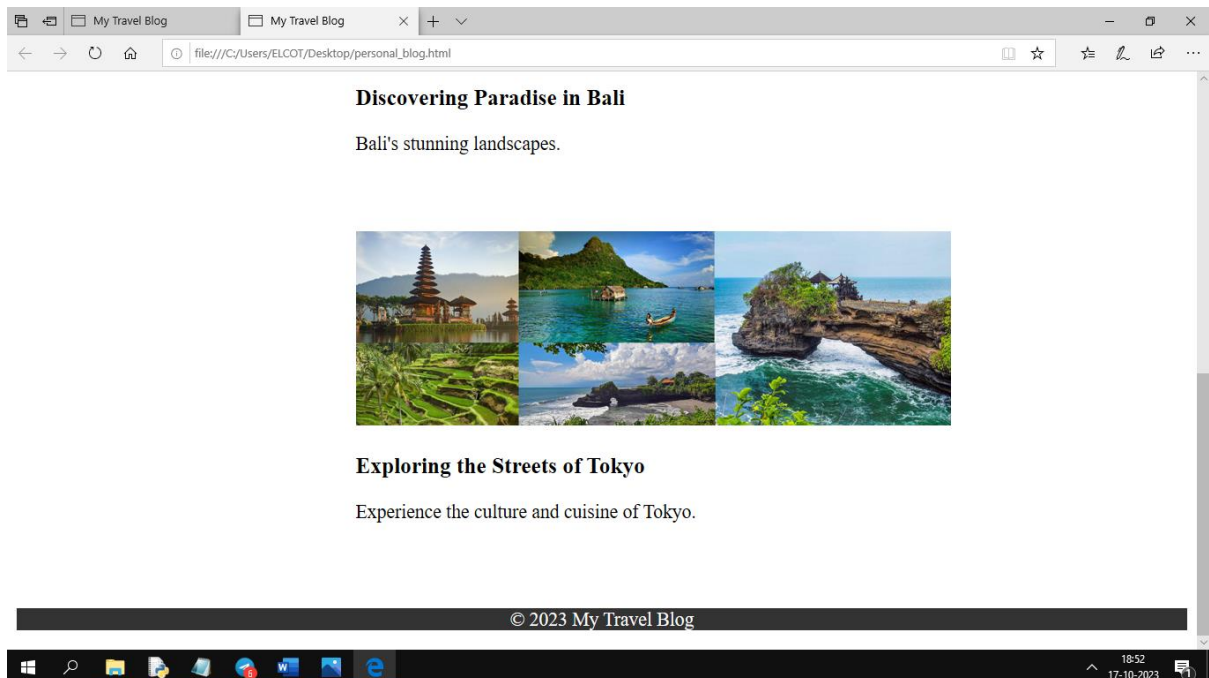 My Travel Blog
My Travel Blog
file:///C:/Users/ELCOT/Desktop/personal_blog.html
Discovering Paradise in Bali
Bali's stunning landscapes.
Exploring the Streets of Tokyo
Experience the culture and cuisine of Tokyo.
© 2023 My Travel Blog
18:52
17-10-2023